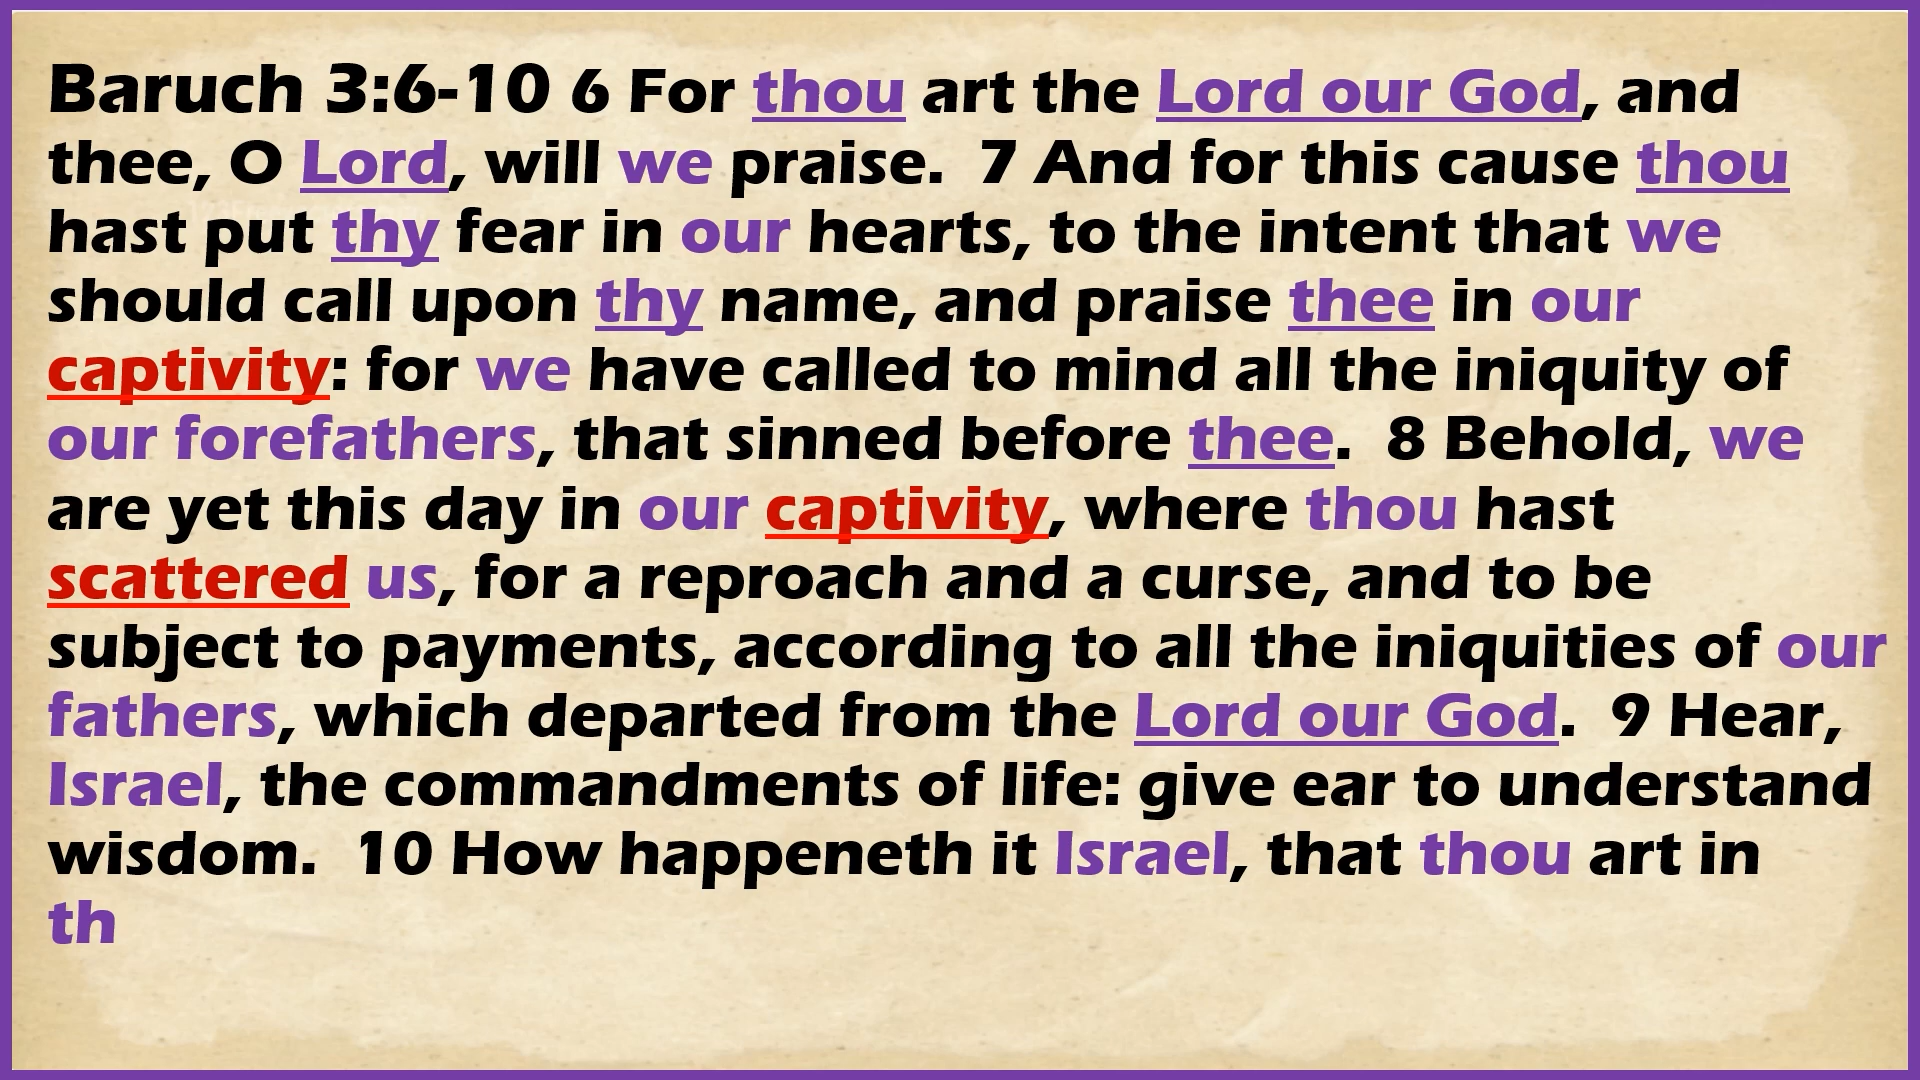 Baruch 3:6-10 6 For thou art the Lord our God, and
thee, O Lord, will we praise. 7 And for this cause thou
hast put thy fear in our hearts, to the intent that we
should call upon thy name, and praise thee in our
captivity: for we have called to mind all the iniquity of
our forefathers, that sinned before thee. 8 Behold, we
are yet this day in our captivity, where thou hast
scattered us, for a reproach and a curse, and to be
subject to payments, according to all the iniquities of our
fathers, which departed from the Lord our God. 9 Hear,
Israel, the commandments of life: give ear to understand
wisdom. 10 How happeneth it Israel, that thou art in
th